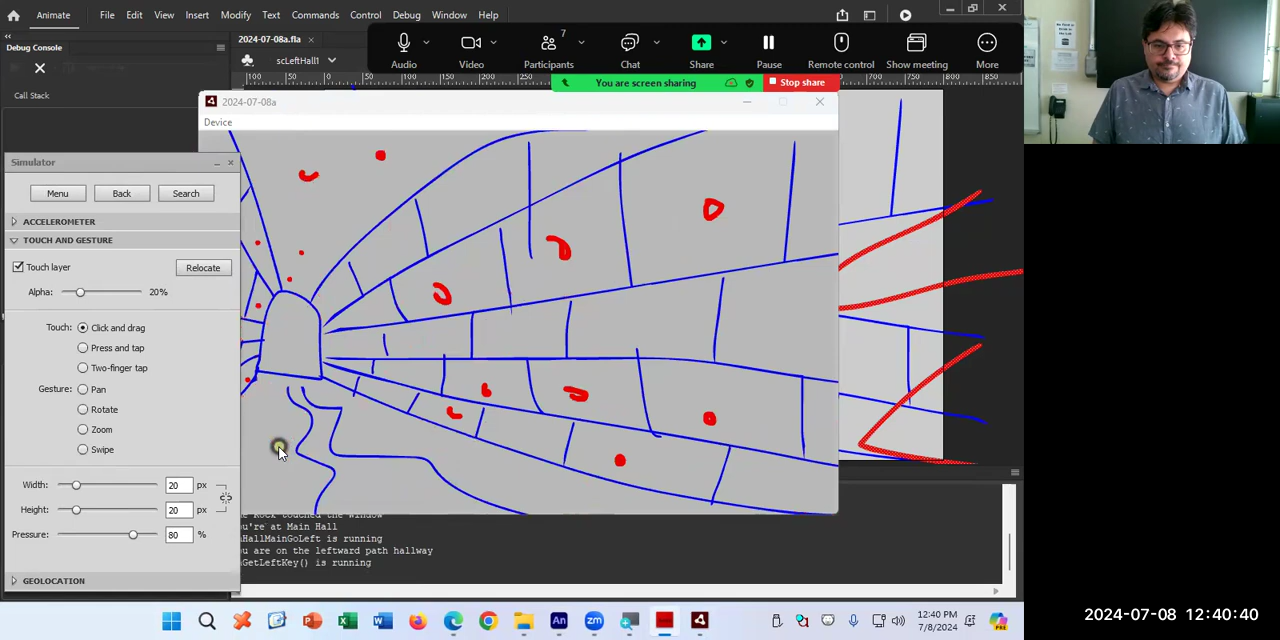 Animate
File Edit View Insert Modify Text Commands Control Debug Window Help
Debug Console
2024-07-08a.fla
7
scLeftHall1
Audio Video Participants Chat Share Pause Remote control Show meeting More
Call Stack
You are screen sharing
Stop share
2024-07-08a
Device
Simulator
Menu Back Search
ACCELEROMETER
TOUCH AND GESTURE
Touch layer
Relocate
Alpha: 20%
Touch: Click and drag
Press and tap
Two-finger tap
Gesture: Pan
Rotate
Zoom
Swipe
Width: 20 px
Height: 20 px
Pressure: 80 %
GEOLOCATION
ou're at Main Hall
HallMainGoLeft is running
ou are on the leftward path hallway
nGetLeftKey() is running
12:40 PM
7/8/2024
2024-07-08 12:40:40